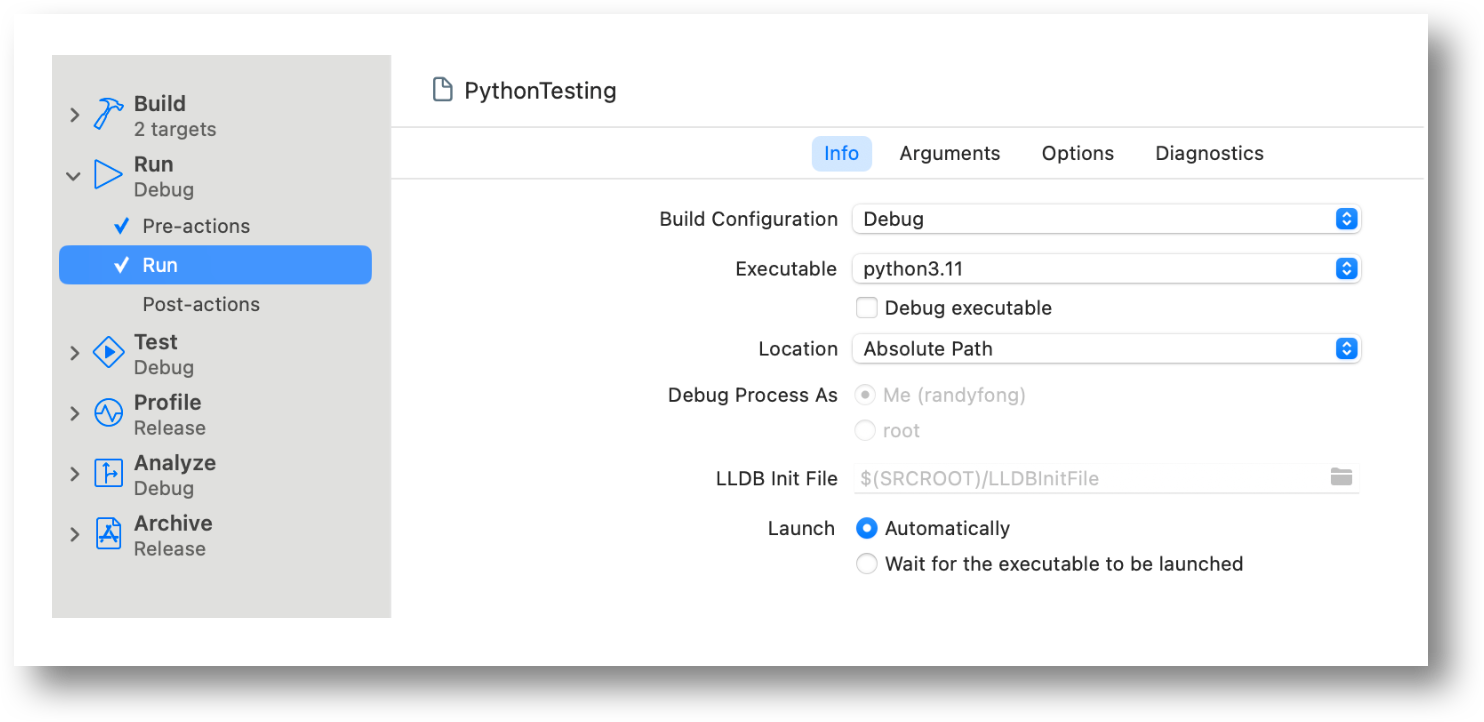 Build
2 targets
Run
Debug
Pre-actions
Run
Post-actions
Test
Debug
Profile
Release
Analyze
Debug
Archive
Release
PythonTesting
Info Arguments Options Diagnostics
Build Configuration Debug
Executable python3.11
Debug executable
Location Absolute Path
Debug Process As Me (randyfong)
root
LLDB Init File $(SRCROOT)/LLDBInitFile
Launch Automatically
Wait for the executable to be launched